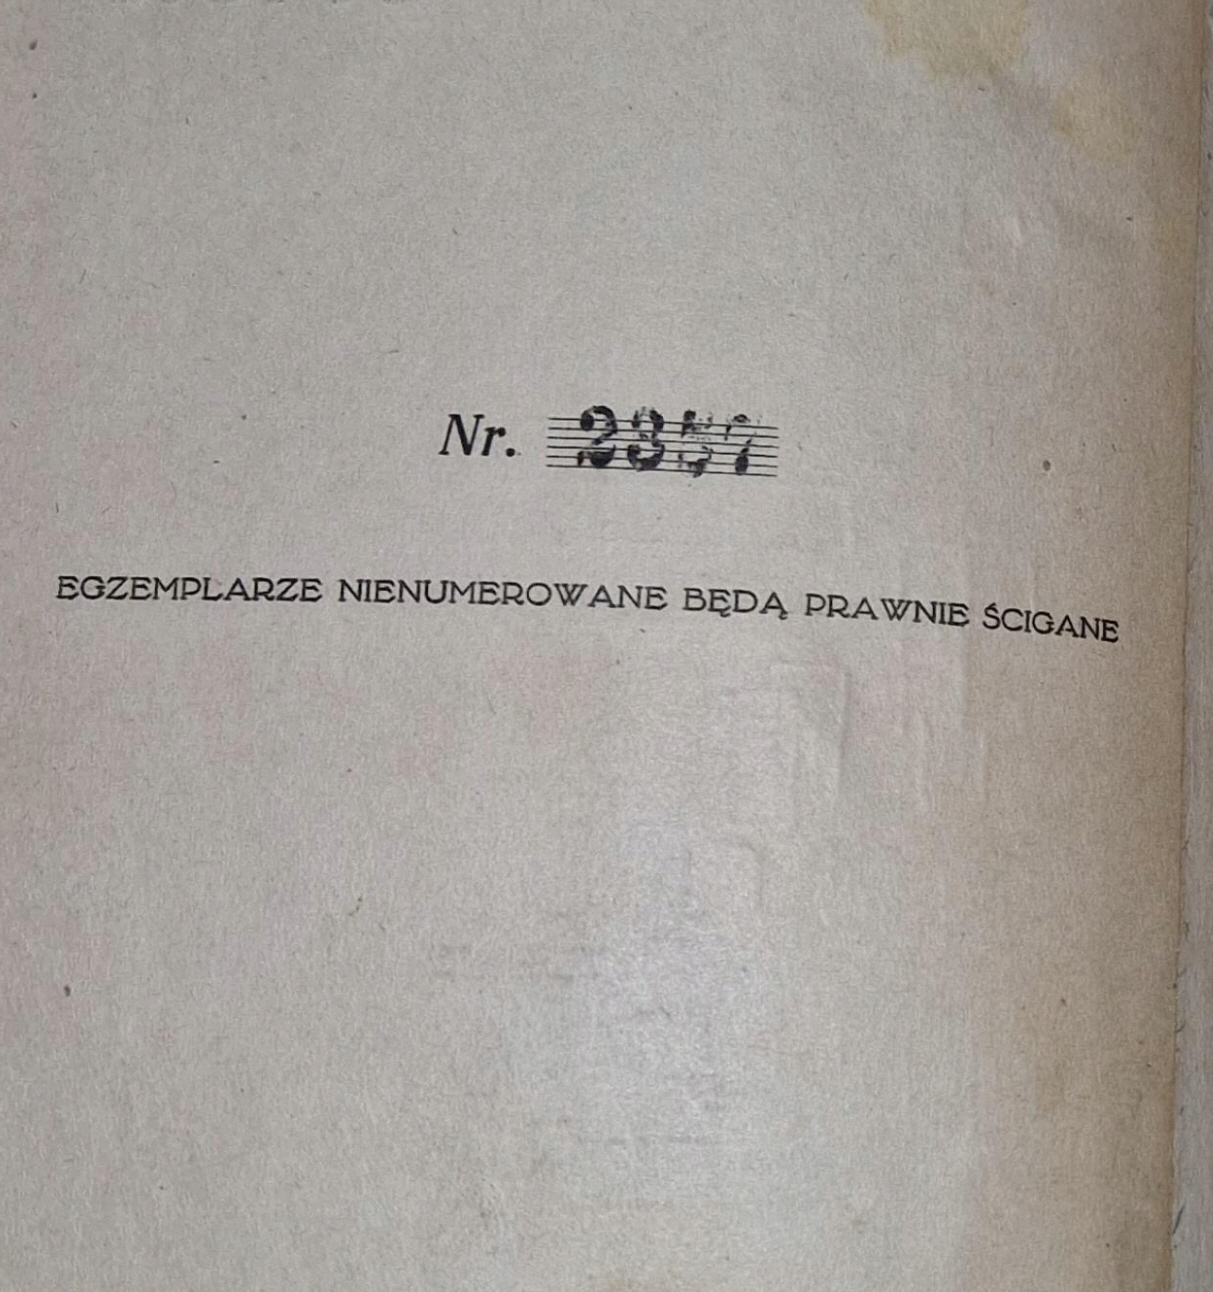 Nr. 2357
EGZEMPLARZE NIENUMEROWANE BĘDĄ PRAWNIE ŚCIGANE